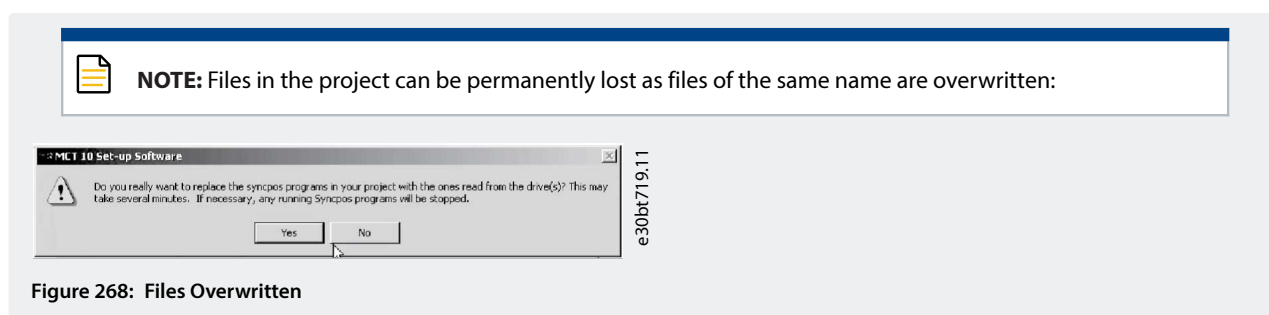 NOTE: Files in the project can be permanently lost as files of the same name are overwritten:
MCT 10 Set-up Software
Do you really want to replace the syncpos programs in your project with the ones read from the drive(s)? This may
take several minutes. If necessary, any running Syncpos programs will be stopped.
Yes No
e30bt719.11
Figure 268: Files Overwritten